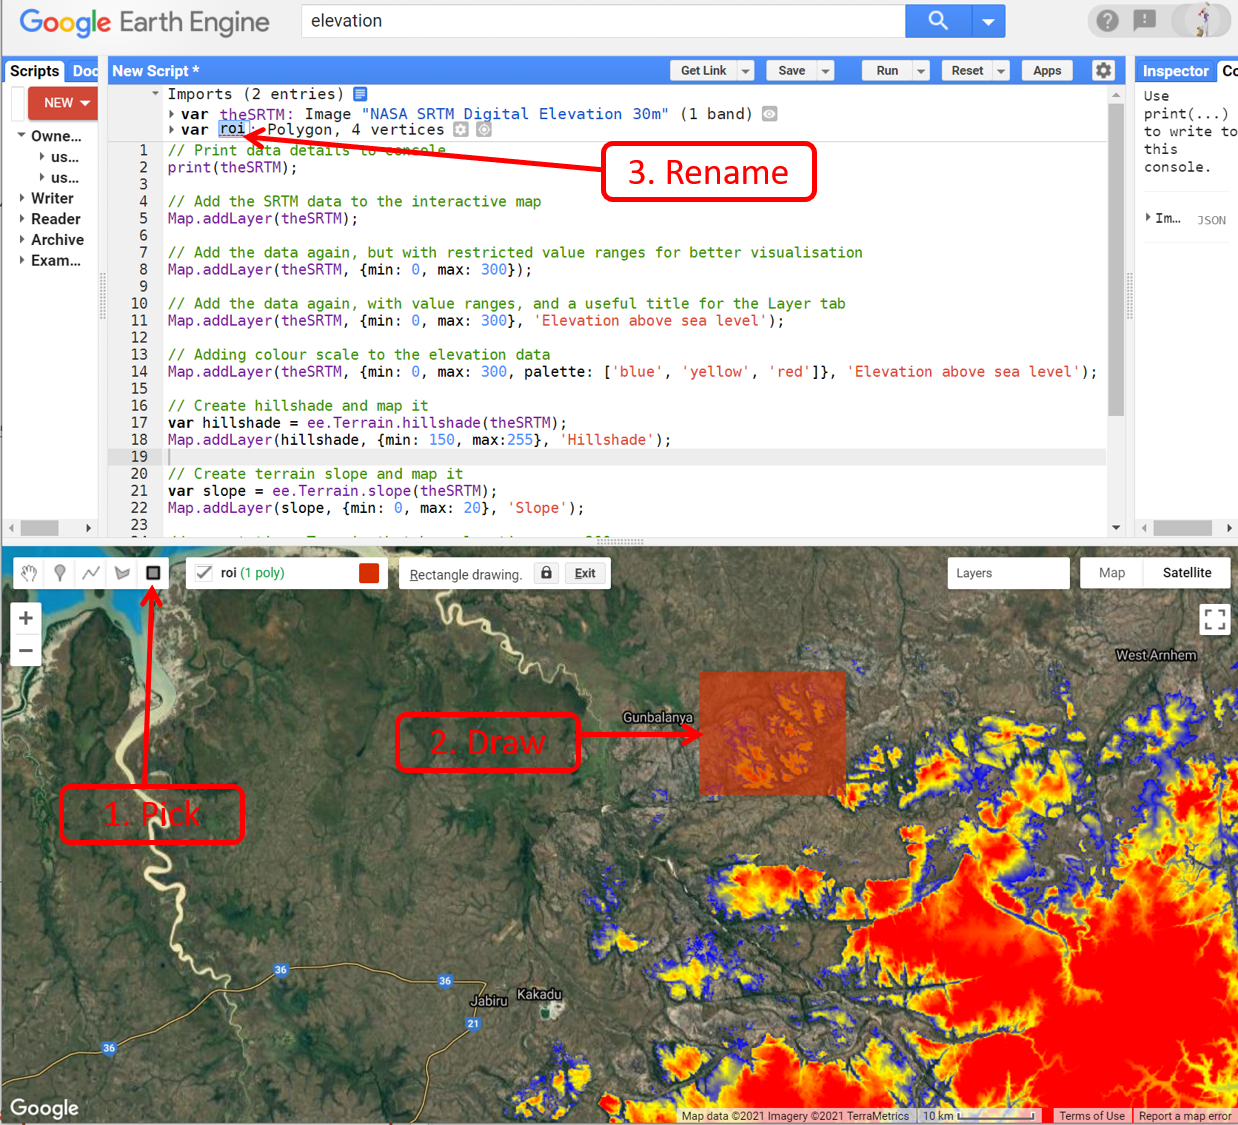 Google Earth Engine
elevation
Scripts Doc
New Script *
Get Link
Save
Run
Reset
Apps
Inspector Co
NEW
Owne...
us...
us...
Writer
Reader
Archive
Exam...
Imports (2 entries)
var theSRTM: Image "NASA SRTM Digital Elevation 30m" (1 band)
var roi: Polygon, 4 vertices
3. Rename
1 // Print data details to console
2 print(theSRTM);
3
4 // Add the SRTM data to the interactive map
5 Map.addLayer(theSRTM);
6
7 // Add the data again, but with restricted value ranges for better visualisation
8 Map.addLayer(theSRTM, {min: 0, max: 300});
9
10 // Add the data again, with value ranges, and a useful title for the Layer tab
11 Map.addLayer(theSRTM, {min: 0, max: 300}, 'Elevation above sea level');
12
13 // Adding colour scale to the elevation data
14 Map.addLayer(theSRTM, {min: 0, max: 300, palette: ['blue', 'yellow', 'red']}, 'Elevation above sea level');
15
16 // Create hillshade and map it
17 var hillshade = ee.Terrain.hillshade(theSRTM);
18 Map.addLayer(hillshade, {min: 150, max:255}, 'Hillshade');
19
20 // Create terrain slope and map it
21 var slope = ee.Terrain.slope(theSRTM);
22 Map.addLayer(slope, {min: 0, max: 20}, 'Slope');
23
Use
print(...)
to write to
this
console.
Im... JSON
roi (1 poly)
Rectangle drawing.
Exit
Layers
Map
Satellite
+
−
West Arnhem
Gunbalanya
2. Draw
1. Pick
36
36
Jabiru
Kakadu
21
36
Google
Map data ©2021 Imagery ©2021 TerraMetrics
10 km
Terms of Use
Report a map error